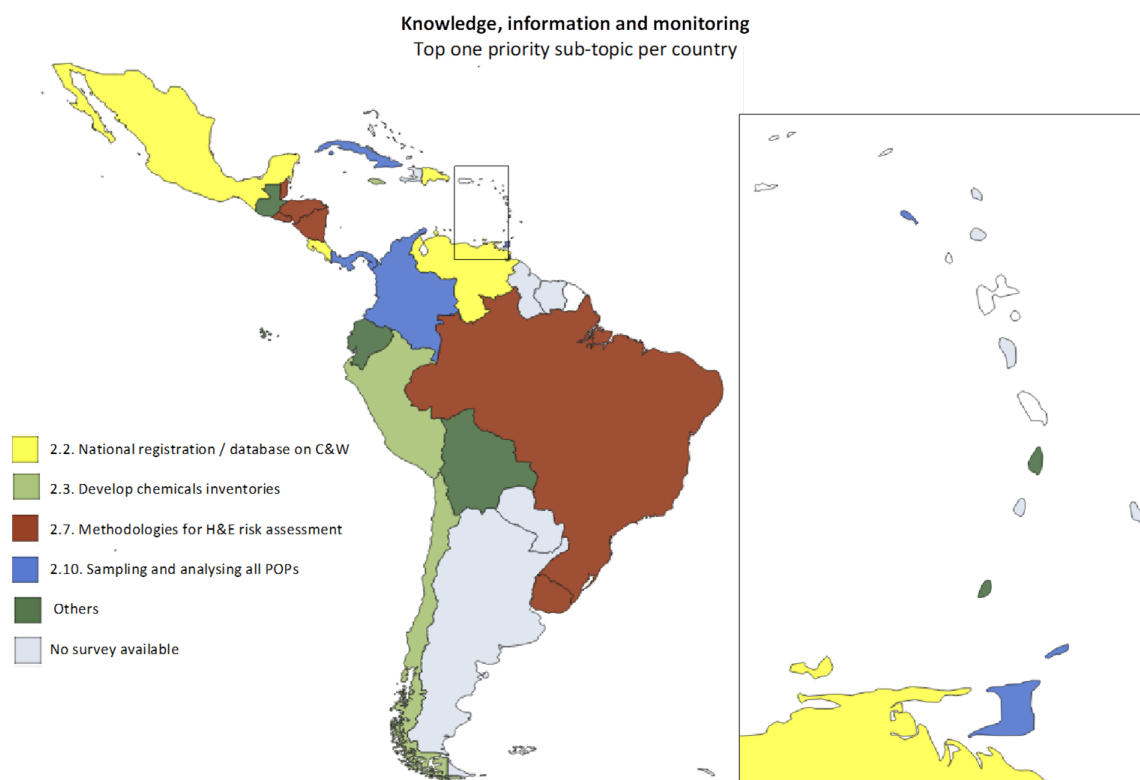 Knowledge, information and monitoring
Top one priority sub-topic per country
2.2. National registration / database on C&W
2.3. Develop chemicals inventories
2.7. Methodologies for H&E risk assessment
2.10. Sampling and analysing all POPs
Others
No survey available